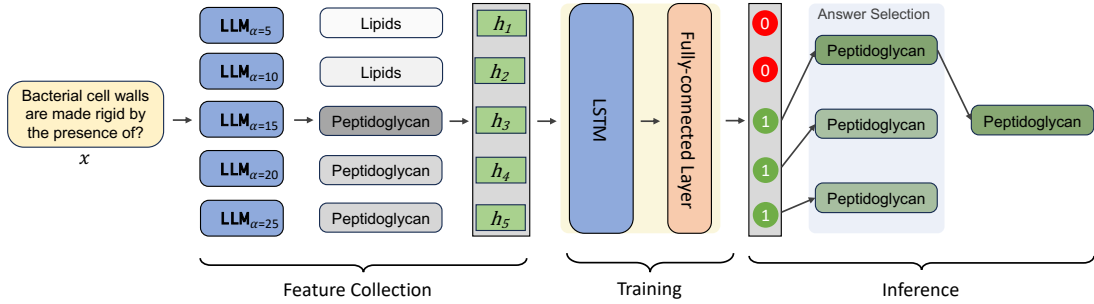 Bacterial cell walls
are made rigid by
the presence of?
x
LLMα=5
LLMα=10
LLMα=15
LLMα=20
LLMα=25
Lipids
Lipids
Peptidoglycan
Peptidoglycan
Peptidoglycan
h1
h2
h3
h4
h5
LSTM
Fully-connected Layer
0
0
1
1
1
Answer Selection
Peptidoglycan
Peptidoglycan
Peptidoglycan
Peptidoglycan
Feature Collection
Training
Inference